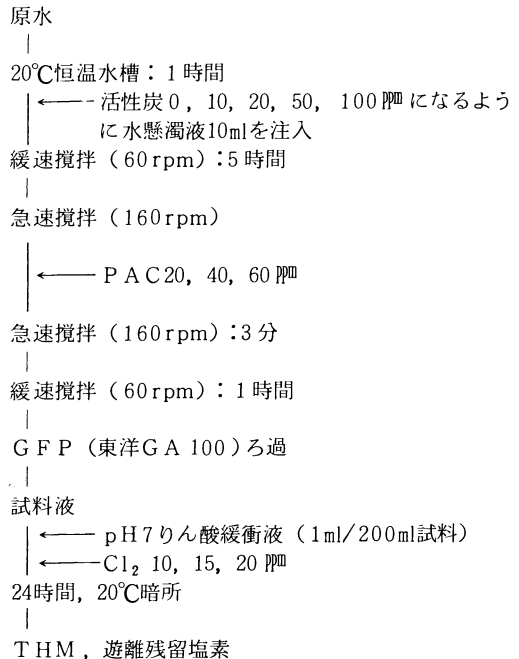 原水
20℃恒温水槽：1時間
活性炭0，10，20，50，100㏙になるよう
に水懸濁液10mlを注入
緩速撹拌（60rpm）：5時間
急速撹拌（160rpm）
PAC20，40，60㏙
急速撹拌（160rpm）：3分
緩速撹拌（60rpm）：1時間
GFP（東洋GA100）ろ過
試料液
pH7りん酸緩衝液（1ml/200ml試料）
Cl₂ 10，15，20㏙
24時間，20℃暗所
THM，遊離残留塩素